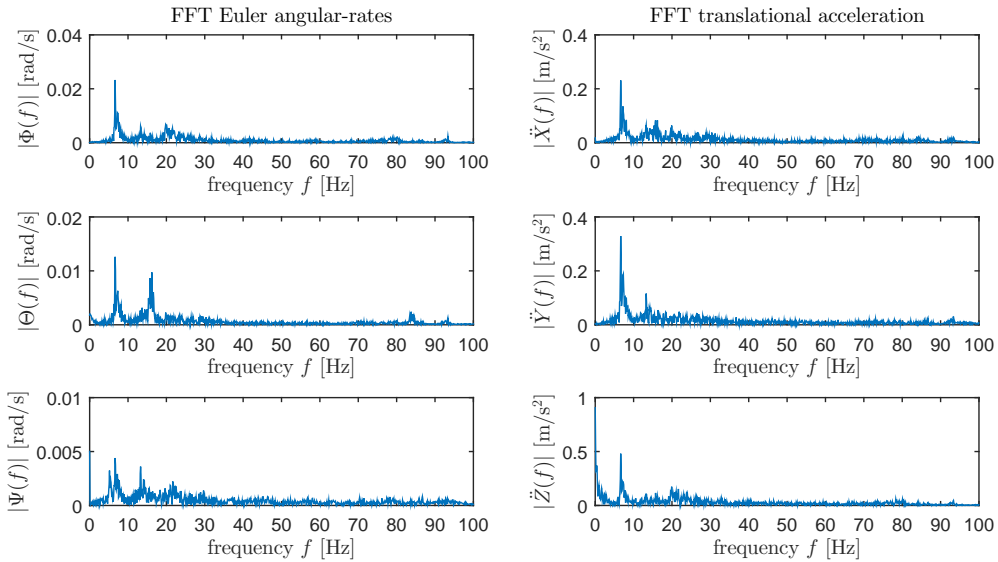 FFT Euler angular-rates
|Φ(f)| [rad/s]
0.04
0.02
0
0 10 20 30 40 50 60 70 80 90 100
frequency f [Hz]
FFT translational acceleration
|Ẍ(f)| [m/s²]
0.4
0.2
0
0 10 20 30 40 50 60 70 80 90 100
frequency f [Hz]
|Θ(f)| [rad/s]
0.02
0.01
0
0 10 20 30 40 50 60 70 80 90 100
frequency f [Hz]
|Ÿ(f)| [m/s²]
0.4
0.2
0
0 10 20 30 40 50 60 70 80 90 100
frequency f [Hz]
|Ψ(f)| [rad/s]
0.01
0.005
0
0 10 20 30 40 50 60 70 80 90 100
frequency f [Hz]
|Z̈(f)| [m/s²]
1
0.5
0
0 10 20 30 40 50 60 70 80 90 100
frequency f [Hz]